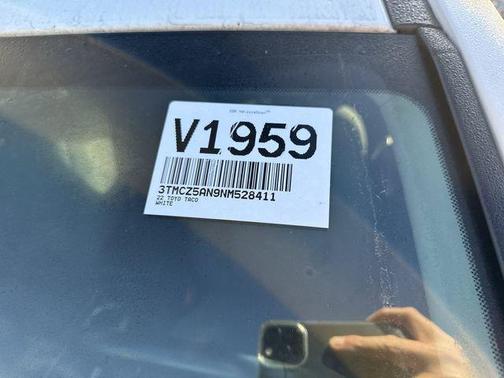 V1959
3TMCZ5AN9NM528411
22 TOYO TACO
WHITE